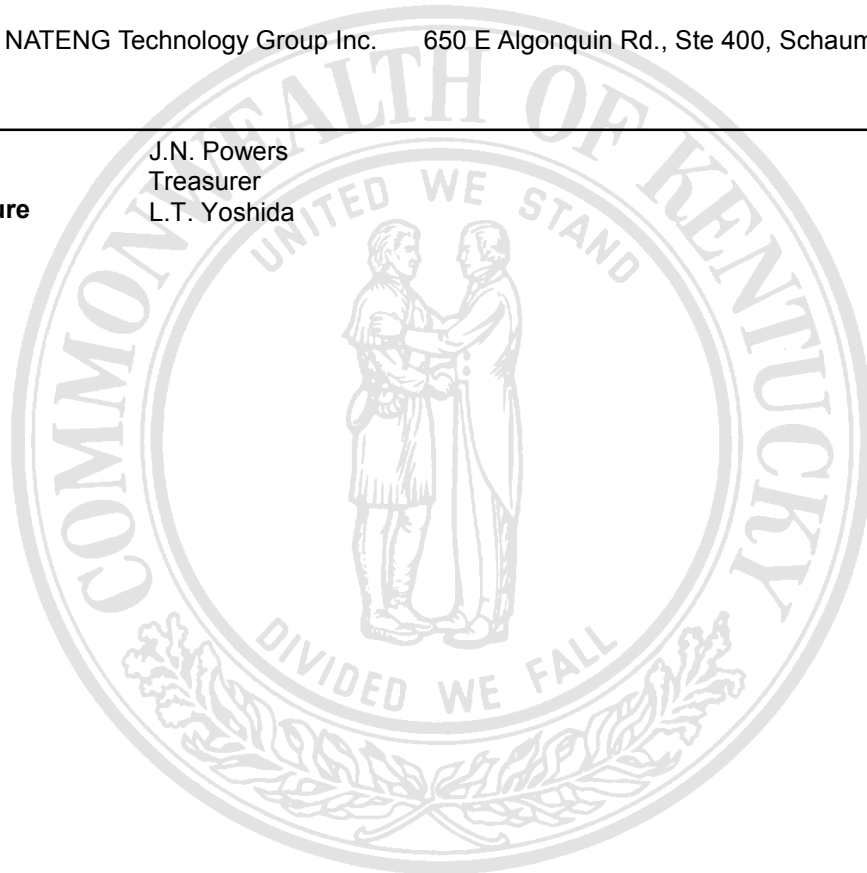 NATENG Technology Group Inc. 650 E Algonquin Rd., Ste 400, Schaum
J.N. Powers
Treasurer
ure L.T. Yoshida
COMMONWEALTH OF KENTUCKY
UNITED WE STAND
DIVIDED WE FALL